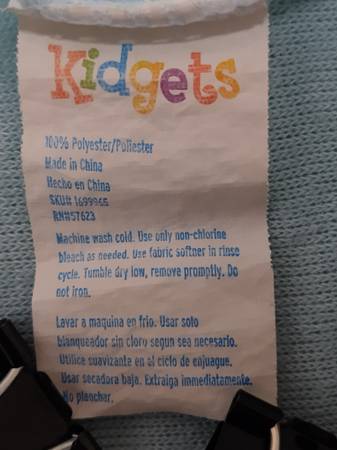 Kidgets
100% Polyester/Poliester
Made in China
Hecho en China
SKU# 1699965
RN#57623
Machine wash cold. Use only non-chlorine
bleach as needed. Use fabric softner in rinse
cycle. Tumble dry low, remove promptly. Do
not iron.
Lavar a maquina en frio. Usar solo
blanqueador sin cloro segun sea necesario.
Utilice suavizante en al ciclo de enjuague.
Usar secadora baja. Extraiga immediatamente.
No planchar.